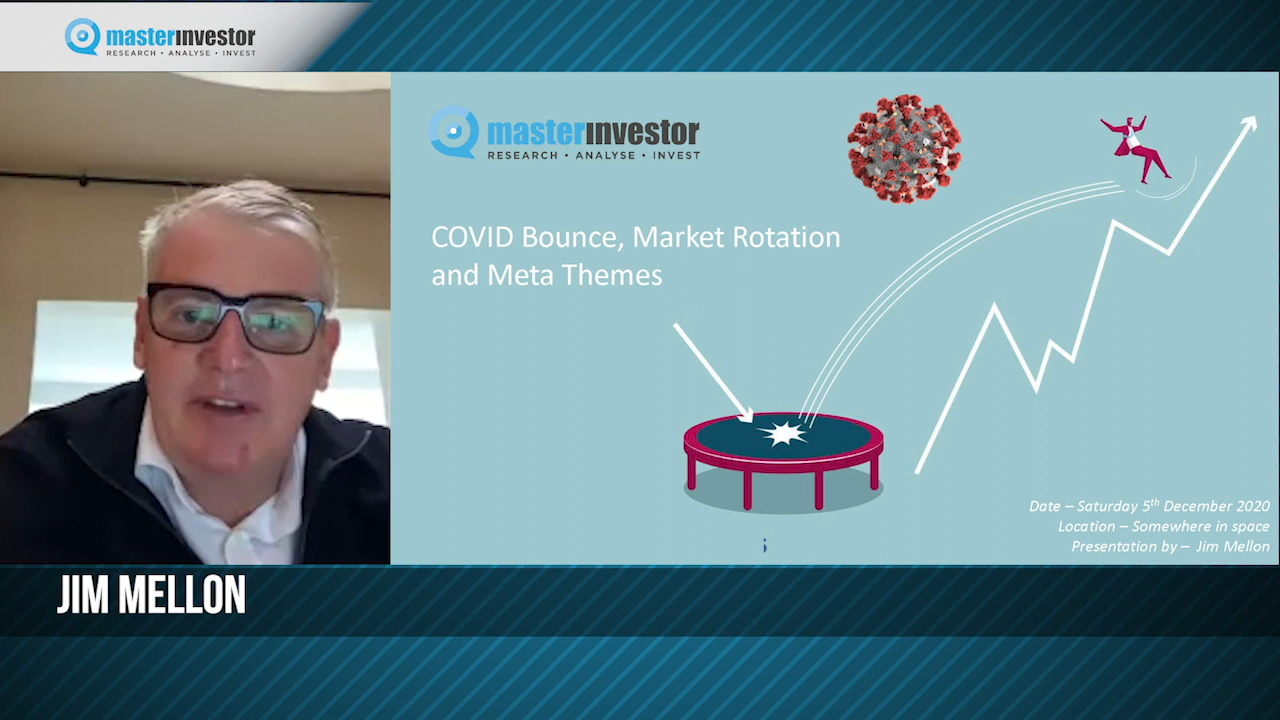 masterinvestor
RESEARCH • ANALYSE • INVEST
masterinvestor
RESEARCH • ANALYSE • INVEST
COVID Bounce, Market Rotation
and Meta Themes
Date – Saturday 5th December 2020
Location – Somewhere in space
Presentation by – Jim Mellon
JIM MELLON